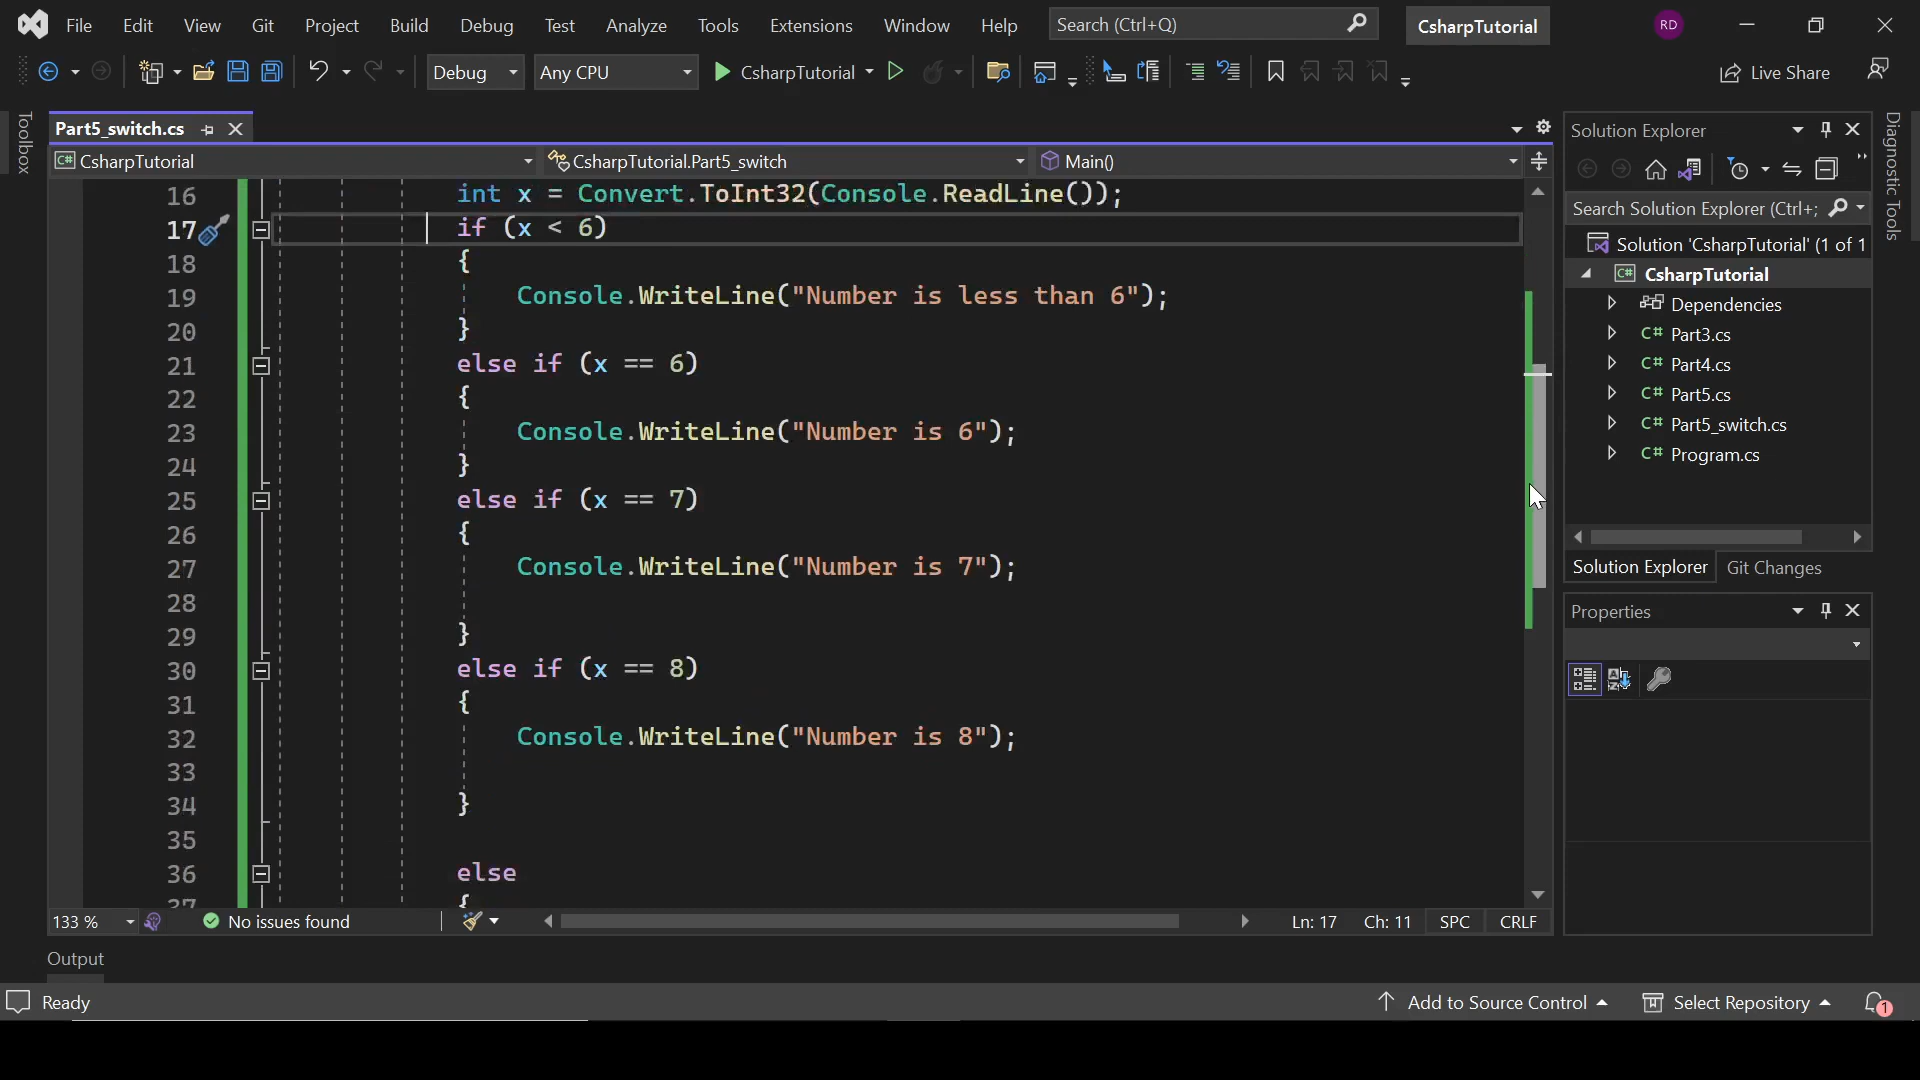 File Edit View Git Project Build Debug Test Analyze Tools Extensions Window Help Search (Ctrl+Q) CsharpTutorial RD
Debug Any CPU CsharpTutorial Live Share
Toolbox
Part5_switch.cs
C# CsharpTutorial CsharpTutorial.Part5_switch Main()
16 int x = Convert.ToInt32(Console.ReadLine());
17 if (x < 6)
18 {
19 Console.WriteLine("Number is less than 6");
20 }
21 else if (x == 6)
22 {
23 Console.WriteLine("Number is 6");
24 }
25 else if (x == 7)
26 {
27 Console.WriteLine("Number is 7");
28
29 }
30 else if (x == 8)
31 {
32 Console.WriteLine("Number is 8");
33
34 }
35
36 else
37 {
133 % No issues found Ln: 17 Ch: 11 SPC CRLF
Solution Explorer
Search Solution Explorer (Ctrl+;
Solution 'CsharpTutorial' (1 of 1
C# CsharpTutorial
Dependencies
C# Part3.cs
C# Part4.cs
C# Part5.cs
C# Part5_switch.cs
C# Program.cs
Solution Explorer Git Changes
Properties
Diagnostic Tools
Output
Ready Add to Source Control Select Repository 1